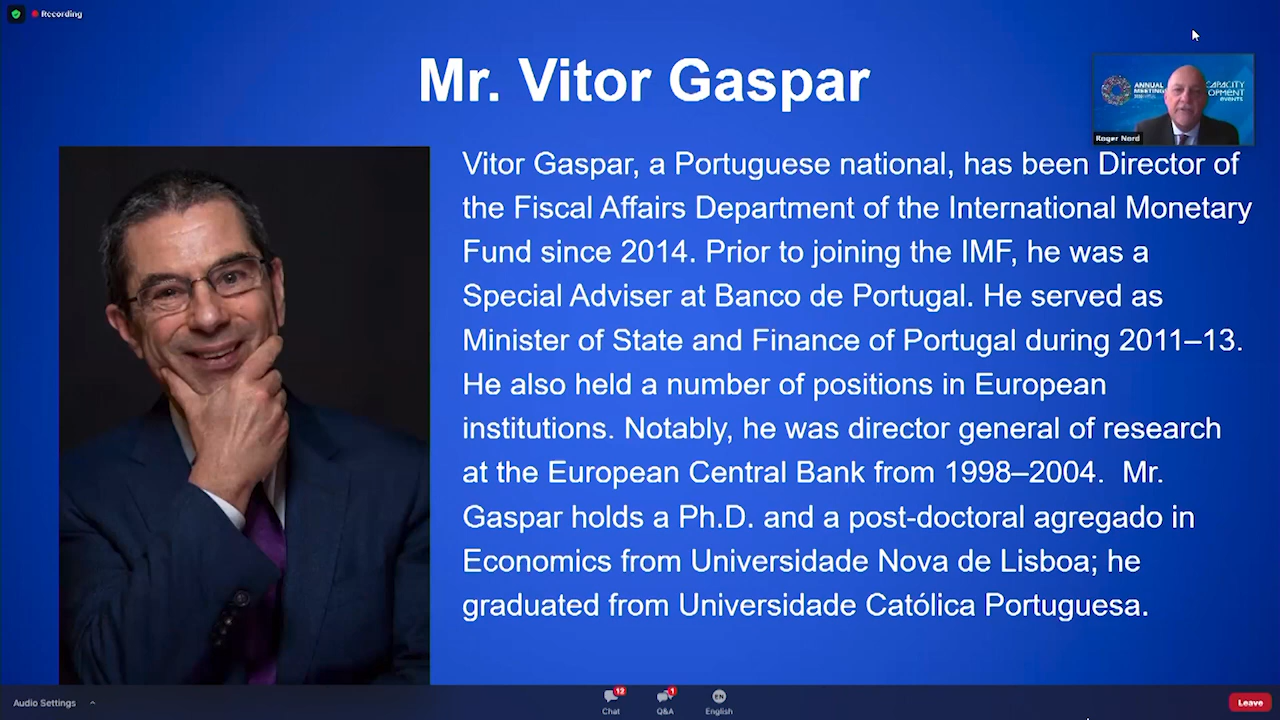 Recording
Mr. Vitor Gaspar
ANNUAL
MEETINGS
CAPACITY
OPMENT
events
Roger Nord
Vitor Gaspar, a Portuguese national, has been Director of
the Fiscal Affairs Department of the International Monetary
Fund since 2014. Prior to joining the IMF, he was a
Special Adviser at Banco de Portugal. He served as
Minister of State and Finance of Portugal during 2011–13.
He also held a number of positions in European
institutions. Notably, he was director general of research
at the European Central Bank from 1998–2004.  Mr.
Gaspar holds a Ph.D. and a post-doctoral agregado in
Economics from Universidade Nova de Lisboa; he
graduated from Universidade Católica Portuguesa.
Audio Settings
12
Chat
1
Q&A
EN
English
Leave